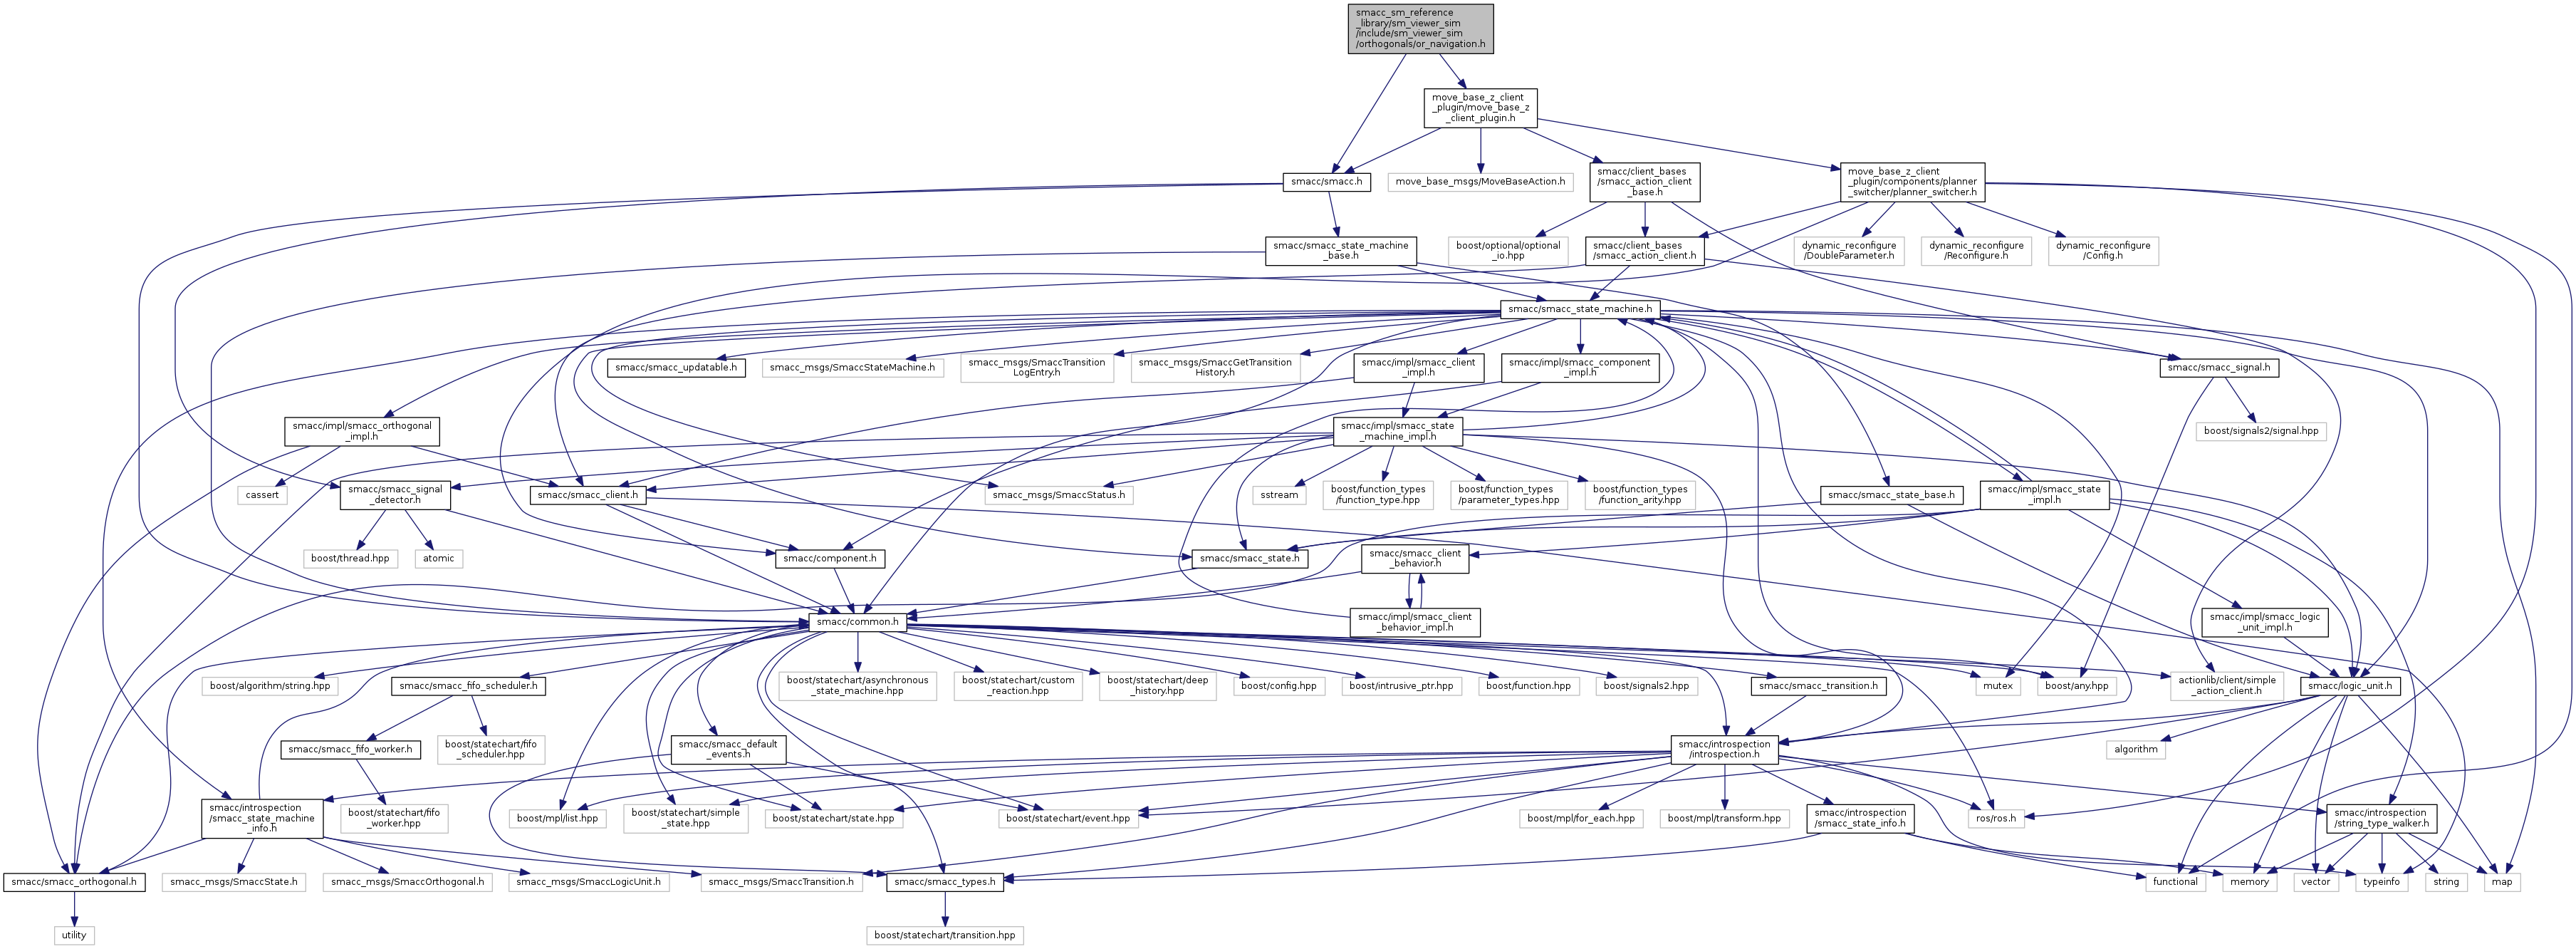 smacc_sm_reference
_library/sm_viewer_sim
/include/sm_viewer_sim
/orthogonals/or_navigation.h
move_base_z_client
_plugin/move_base_z
_client_plugin.h
smacc/smacc.h
move_base_msgs/MoveBaseAction.h
smacc/client_bases
/smacc_action_client
_base.h
move_base_z_client
_plugin/components/planner
_switcher/planner_switcher.h
smacc/smacc_state_machine
_base.h
boost/optional/optional
_io.hpp
smacc/client_bases
/smacc_action_client.h
dynamic_reconfigure
/DoubleParameter.h
dynamic_reconfigure
/Reconfigure.h
dynamic_reconfigure
/Config.h
smacc/smacc_state_machine.h
smacc/smacc_updatable.h
smacc_msgs/SmaccStateMachine.h
smacc_msgs/SmaccTransition
LogEntry.h
smacc_msgs/SmaccGetTransition
History.h
smacc/impl/smacc_client
_impl.h
smacc/impl/smacc_component
_impl.h
smacc/smacc_signal.h
smacc/impl/smacc_orthogonal
_impl.h
smacc/impl/smacc_state
_machine_impl.h
boost/signals2/signal.hpp
cassert
smacc/smacc_signal
_detector.h
smacc/smacc_client.h
smacc_msgs/SmaccStatus.h
sstream
boost/function_types
/function_type.hpp
boost/function_types
/parameter_types.hpp
boost/function_types
/function_arity.hpp
smacc/smacc_state_base.h
smacc/impl/smacc_state
_impl.h
boost/thread.hpp
atomic
smacc/component.h
smacc/smacc_state.h
smacc/smacc_client
_behavior.h
smacc/common.h
smacc/impl/smacc_client
_behavior_impl.h
smacc/impl/smacc_logic
_unit_impl.h
boost/algorithm/string.hpp
smacc/smacc_fifo_scheduler.h
boost/statechart/asynchronous
_state_machine.hpp
boost/statechart/custom
_reaction.hpp
boost/statechart/deep
_history.hpp
boost/config.hpp
boost/intrusive_ptr.hpp
boost/function.hpp
boost/signals2.hpp
smacc/smacc_transition.h
mutex
boost/any.hpp
actionlib/client/simple
_action_client.h
smacc/logic_unit.h
smacc/smacc_fifo_worker.h
boost/statechart/fifo
_scheduler.hpp
smacc/smacc_default
_events.h
smacc/introspection
/introspection.h
algorithm
smacc/introspection
/smacc_state_machine
_info.h
boost/statechart/fifo
_worker.hpp
boost/mpl/list.hpp
boost/statechart/simple
_state.hpp
boost/statechart/state.hpp
boost/statechart/event.hpp
boost/mpl/for_each.hpp
boost/mpl/transform.hpp
smacc/introspection
/smacc_state_info.h
ros/ros.h
smacc/introspection
/string_type_walker.h
smacc/smacc_orthogonal.h
smacc_msgs/SmaccState.h
smacc_msgs/SmaccOrthogonal.h
smacc_msgs/SmaccLogicUnit.h
smacc_msgs/SmaccTransition.h
smacc/smacc_types.h
functional
memory
vector
typeinfo
string
map
utility
boost/statechart/transition.hpp